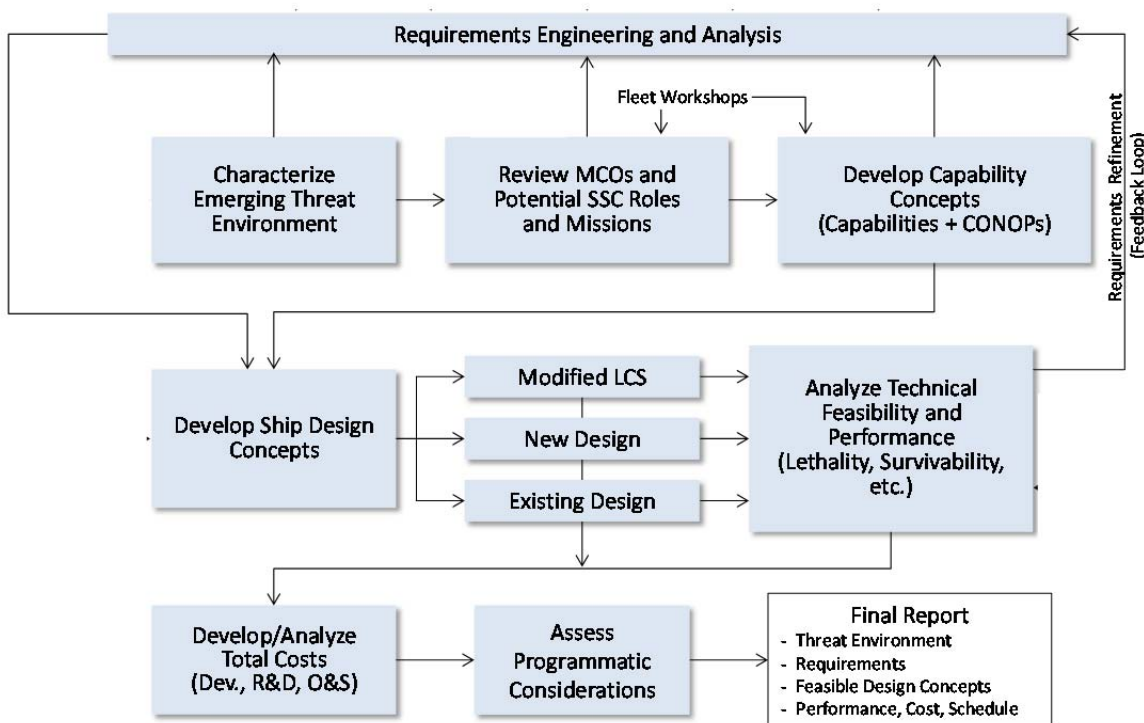 Requirements Engineering and Analysis
Fleet Workshops
Characterize
Emerging Threat
Environment
Review MCOs and
Potential SSC Roles
and Missions
Develop Capability
Concepts
(Capabilities + CONOPs)
Requirements Refinement
(Feedback Loop)
Develop Ship Design
Concepts
Modified LCS
New Design
Existing Design
Analyze Technical
Feasibility and
Performance
(Lethality, Survivability,
etc.)
Develop/Analyze
Total Costs
(Dev., R&D, O&S)
Assess
Programmatic
Considerations
Final Report
- Threat Environment
- Requirements
- Feasible Design Concepts
- Performance, Cost, Schedule